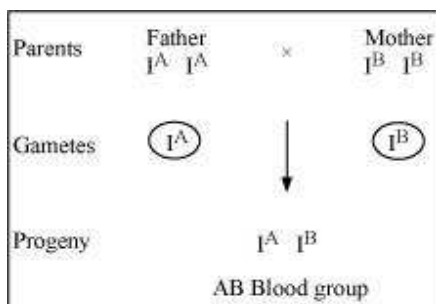 Father Mother
Parents I^A I^A × I^B I^B
Gametes I^A I^B
Progeny I^A I^B
AB Blood group